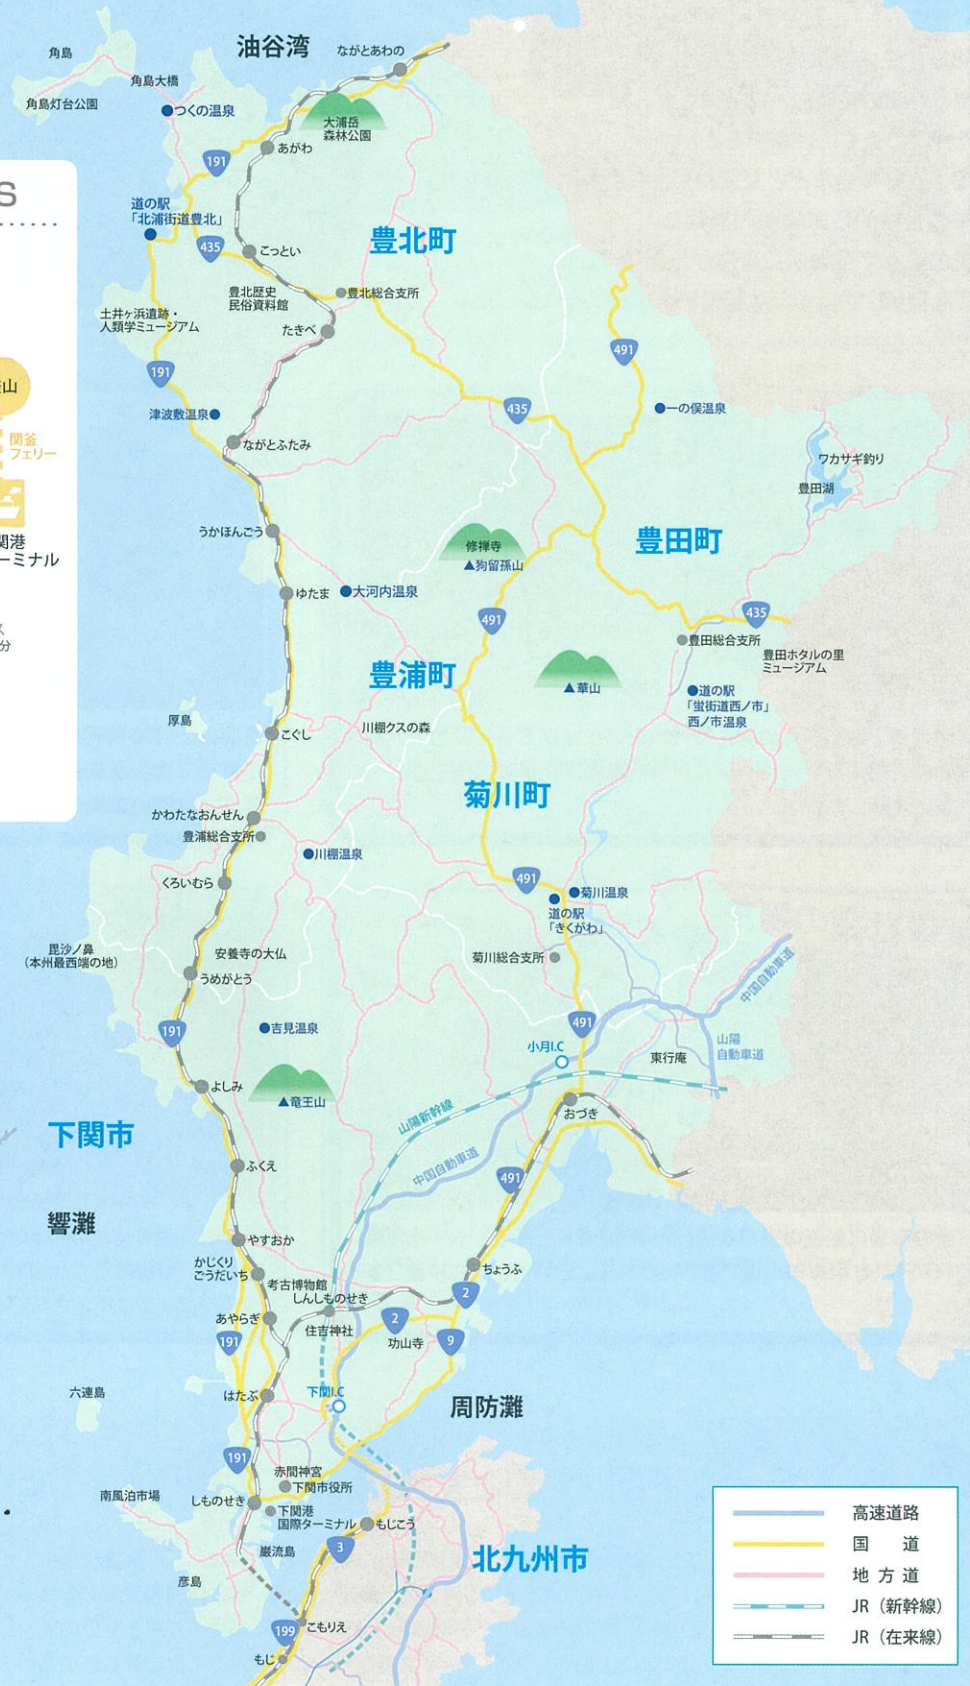 角島
油谷湾
ながとあわの
角島大橋
角島灯台公園
つくの温泉
大浦岳
森林公園
あがわ
191
S
道の駅
「北浦街道豊北」
435
豊北町
こっとい
豊北歴史
民俗資料館
豊北総合支所
土井ヶ浜遺跡・
人類学ミュージアム
たきべ
491
191
山
435
一の俣温泉
津波敷温泉
関釜
フェリー
ながとふたみ
ワカサギ釣り
豊田湖
うかほんごう
関港
ーミナル
修禅寺
▲狗留孫山
豊田町
ゆたま
大河内温泉
491
435
分
豊田総合支所
豊田ホタルの里
ミュージアム
豊浦町
▲華山
道の駅
「蛍街道西ノ市」
西ノ市温泉
厚島
こぐし
川棚クスの森
菊川町
かわたなおんせん
豊浦総合支所
川棚温泉
くろいむら
491
菊川温泉
道の駅
「きくがわ」
毘沙ノ鼻
（本州最西端の地）
安養寺の大仏
菊川総合支所
うめがとう
中国自動車道
191
吉見温泉
491
小月I.C
東行庵
山陽
自動車道
よしみ
▲竜王山
山陽新幹線
おづき
下関市
中国自動車道
ふくえ
491
響灘
やすおか
かじくり
ごうだいち
ちょうふ
考古博物館
しんしものせき
2
あやらぎ
住吉神社
2
功山寺
9
191
六連島
はたぶ
下関I.C
周防灘
191
赤間神宮
下関市役所
南風泊市場
しものせき
下関港
国際ターミナル
もじこう
巌流島
3
北九州市
彦島
こもりえ
199
もじ
高速道路
国　道
地方道
JR（新幹線）
JR（在来線）